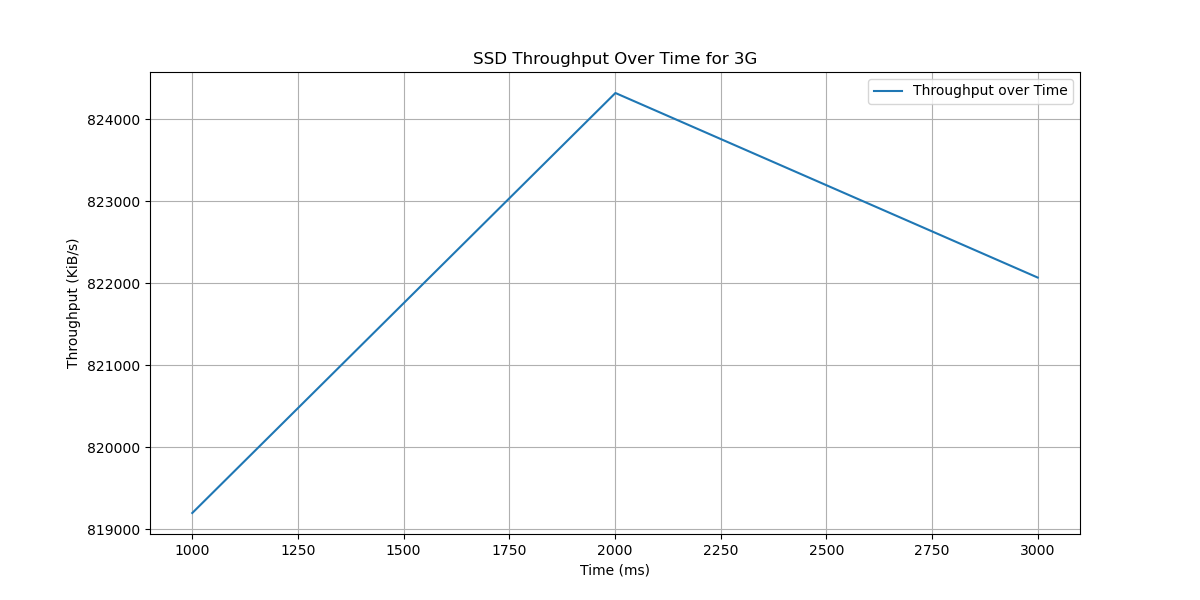 SSD Throughput Over Time for 3G
Throughput over Time
Throughput (KiB/s)
824000
823000
822000
821000
820000
819000
1000 1250 1500 1750 2000 2250 2500 2750 3000
Time (ms)